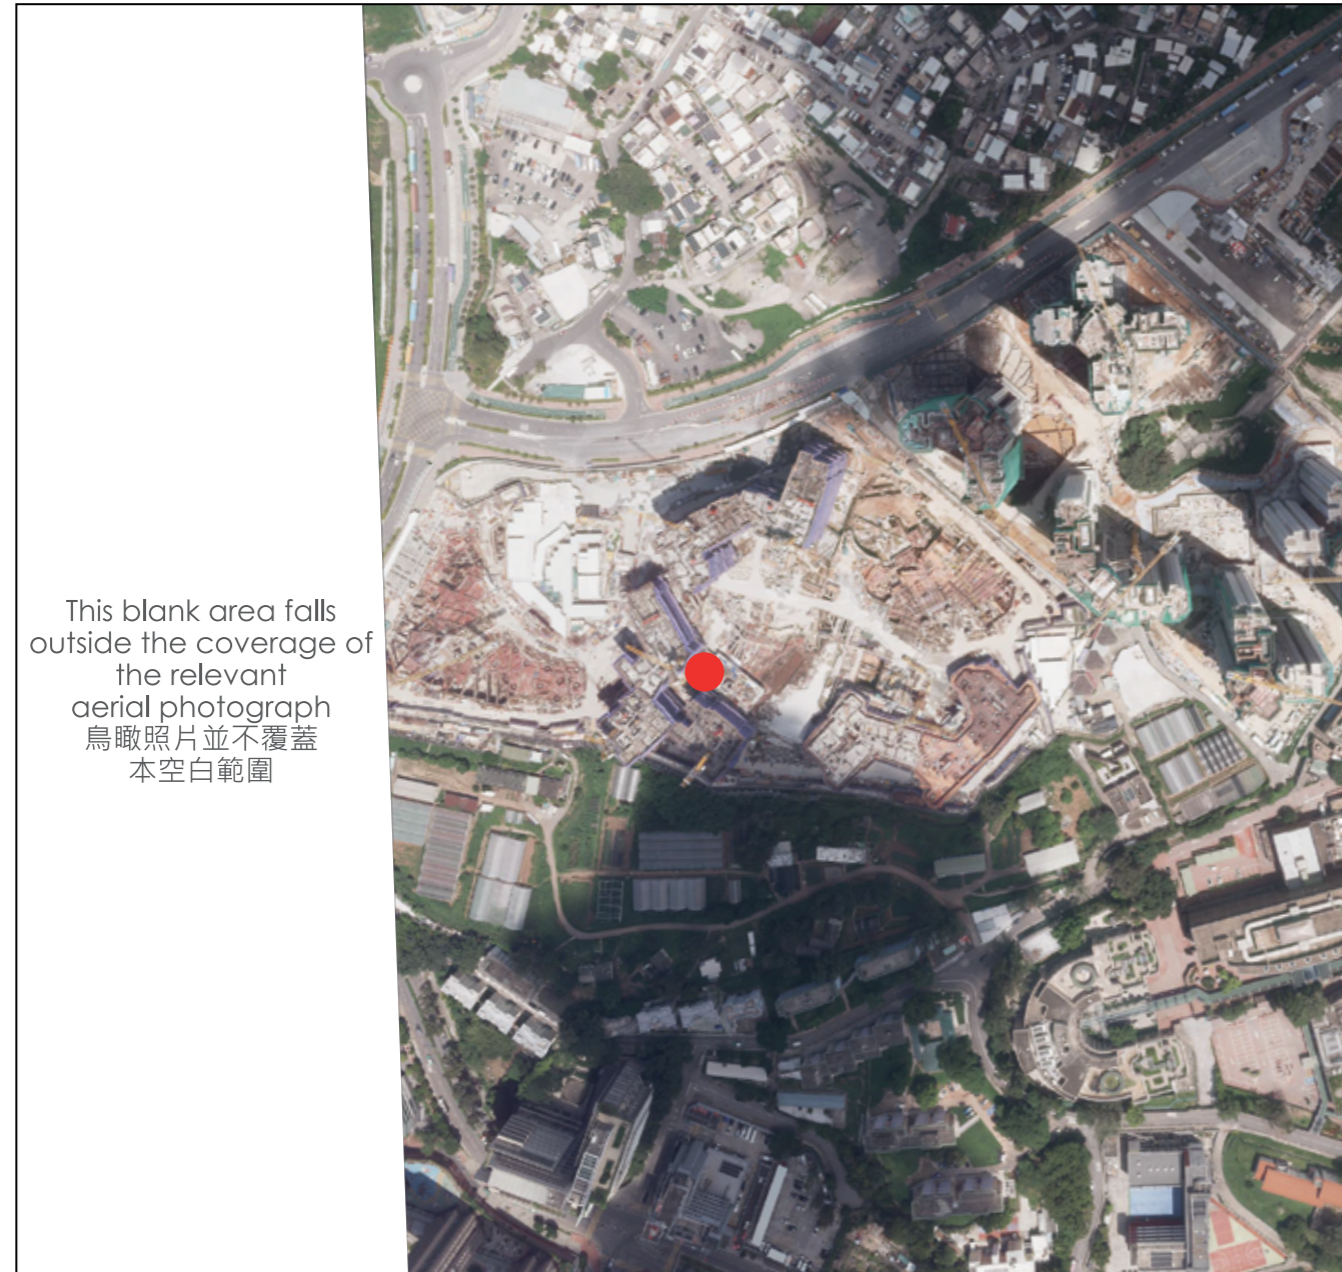 This blank area falls
outside the coverage of
the relevant
aerial photograph
鳥瞰照片並不覆蓋
本空白範圍